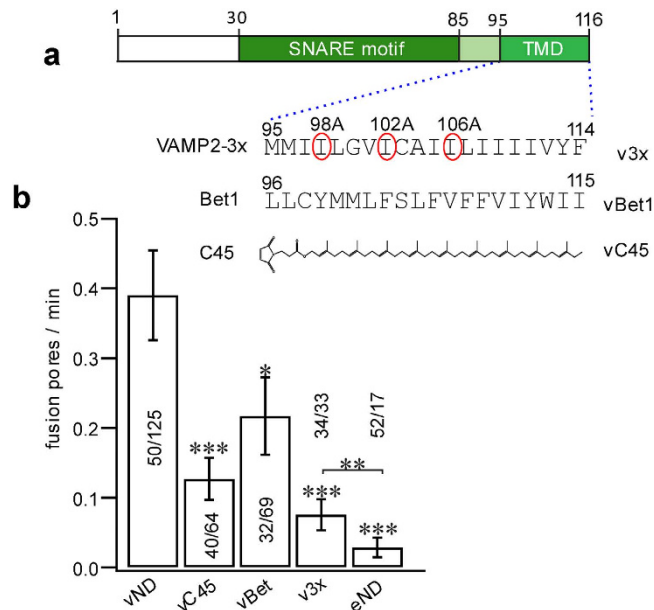 1 30 85 95 116
a SNARE motif TMD
95 98A 102A 106A 114
VAMP2-3x MMIILGVICAIILIIIIVYF v3x
96 115
Bet1 LLCYMMLFSLFVFFVIYWII vBet1
C45 vC45
b
fusion pores / min
0.5
0.4
0.3
0.2
0.1
0.0
50/125
*** 40/64
* 32/69
34/33 ***
52/17 ***
**
vND vC45 vBet v3x eND